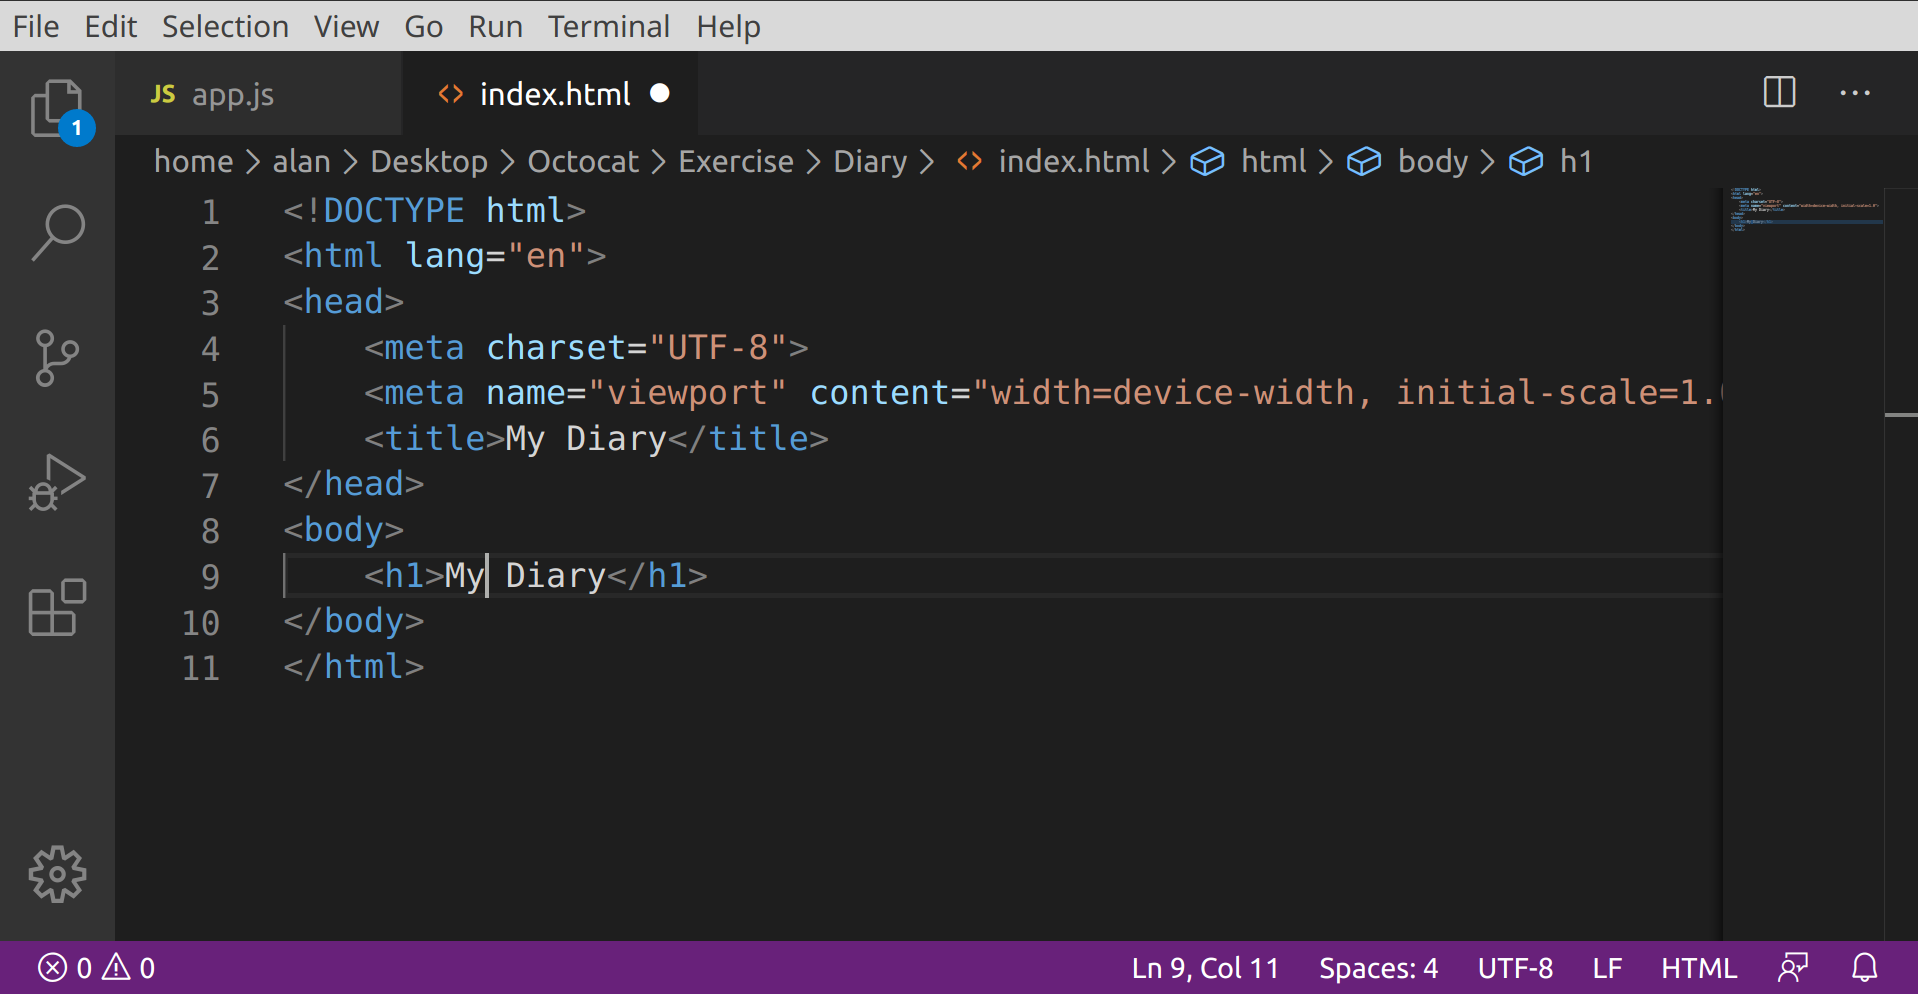 File Edit Selection View Go Run Terminal Help
JS app.js <> index.html
1
home > alan > Desktop > Octocat > Exercise > Diary > <> index.html > html > body > h1
1 <!DOCTYPE html>
2 <html lang="en">
3 <head>
4 <meta charset="UTF-8">
5 <meta name="viewport" content="width=device-width, initial-scale=1.
6 <title>My Diary</title>
7 </head>
8 <body>
9 <h1>My Diary</h1>
10 </body>
11 </html>
0 0 Ln 9, Col 11 Spaces: 4 UTF-8 LF HTML